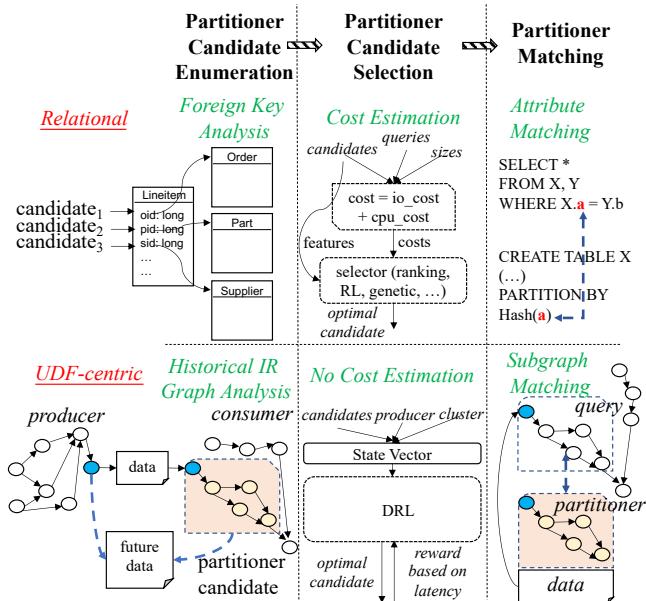 Partitioner
Candidate
Enumeration
Partitioner
Candidate
Selection
Partitioner
Matching
Relational
Foreign Key
Analysis
Cost Estimation
Attribute
Matching
Order
Lineitem
oid: long
pid: long
sid: long
...
...
Part
Supplier
candidate1
candidate2
candidate3
candidates
queries
sizes
cost = io_cost
+ cpu_cost
features
costs
selector (ranking,
RL, genetic, ...)
optimal
candidate
SELECT *
FROM X, Y
WHERE X.a = Y.b
CREATE TABLE X
(...)
PARTITION BY
Hash(a)
UDF-centric
Historical IR
Graph Analysis
No Cost Estimation
Subgraph
Matching
producer
consumer
data
future
data
partitioner
candidate
candidates producer cluster
State Vector
DRL
optimal
candidate
reward
based on
latency
query
partitioner
data